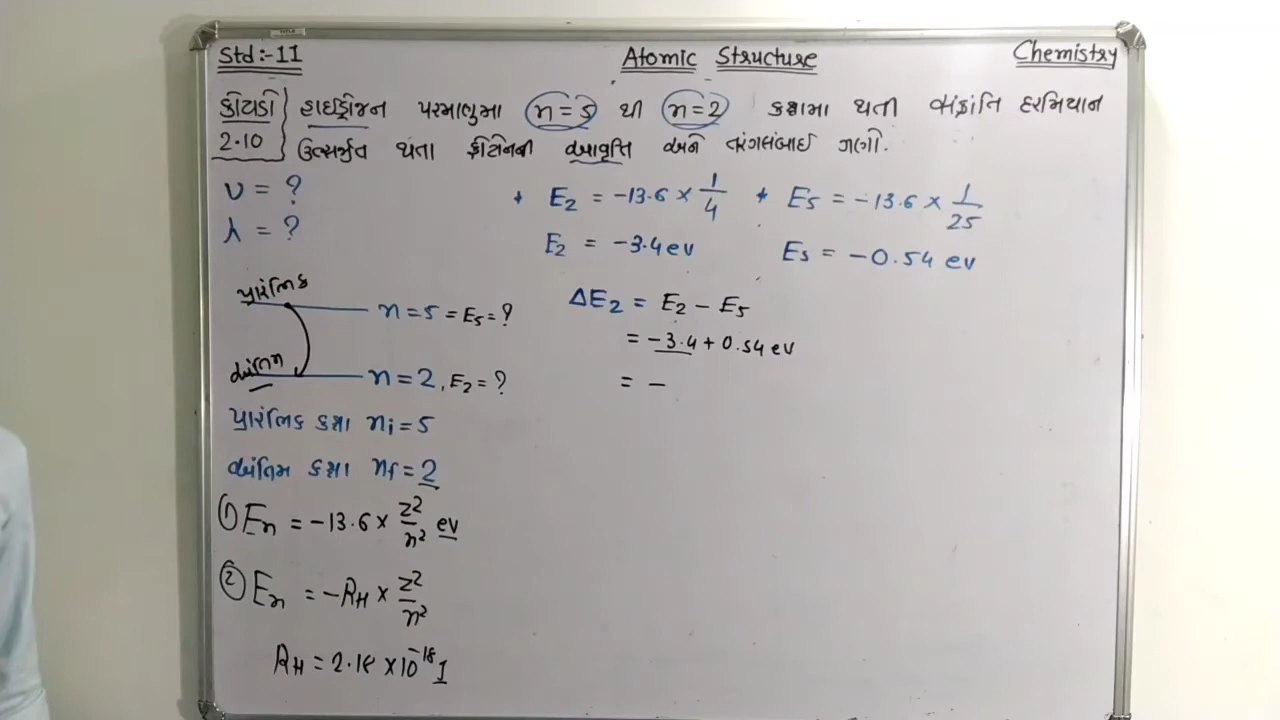 Std:-11 Atomic Structure Chemistry
કોયડો 2.10 હાઇડ્રોજન પરમાણુમા n=5 થી n=2 કક્ષામા થતી સંક્રાંતિ દરમિયાન
ઉત્સર્જીત થતા ફોટોનની આવૃત્તિ અને તરંગલંબાઇ ગણો.
ν = ?
λ = ?
* E₂ = -13.6 × 1/4 * E₅ = -13.6 × 1/25
E₂ = -3.4 ev E₅ = -0.54 ev
પ્રારંભિક
n=5 = E₅ = ?
અંતિમ
n=2, E₂ = ?
ΔE₂ = E₂ - E₅
= -3.4 + 0.54 ev
= -
પ્રારંભિક કક્ષા nᵢ = 5
અંતિમ કક્ષા n_f = 2
① Eₙ = -13.6 × z²/n² ev
② Eₙ = -R_H × z²/n²
R_H = 2.18 × 10⁻¹⁸ J